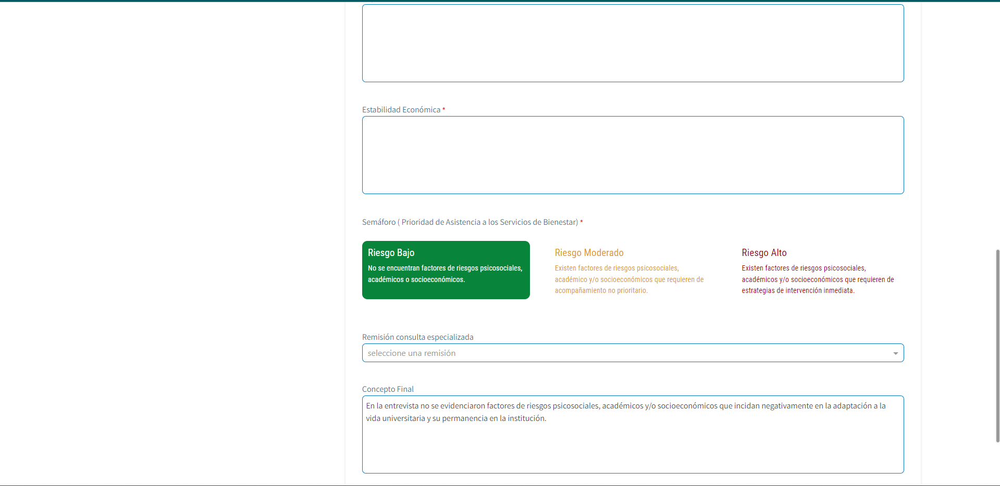 Estabilidad Económica *
Semáforo ( Prioridad de Asistencia a los Servicios de Bienestar) *
Riesgo Bajo
No se encuentran factores de riesgos psicosociales,
académicos o socioeconómicos.
Riesgo Moderado
Existen factores de riesgos psicosociales,
académico y/o socioeconómicos que requieren de
acompañamiento no prioritario.
Riesgo Alto
Existen factores de riesgos psicosociales,
académicos y/o socioeconómicos que requieren de
estrategias de intervención inmediata.
Remisión consulta especializada
seleccione una remisión
Concepto Final
En la entrevista no se evidenciaron factores de riesgos psicosociales, académicos y/o socioeconómicos que incidan negativamente en la adaptación a la
vida universitaria y su permanencia en la institución.